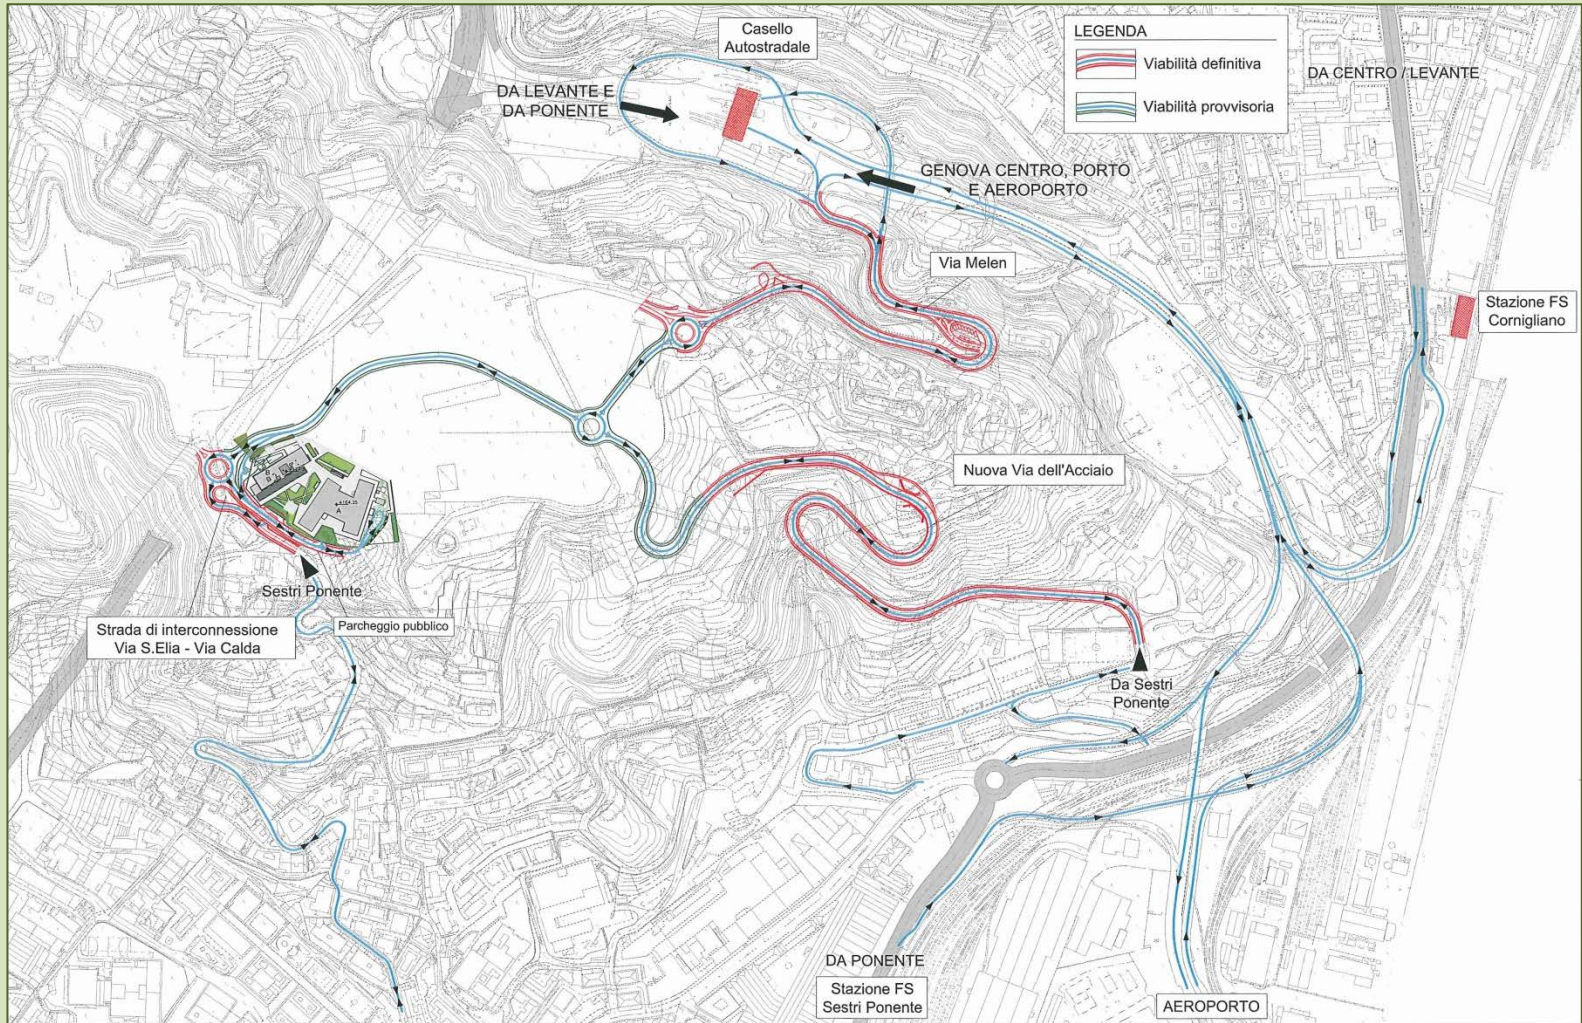 Casello
Autostradale
LEGENDA
Viabilità definitiva
Viabilità provvisoria
DA CENTRO / LEVANTE
DA LEVANTE E
DA PONENTE
GENOVA CENTRO, PORTO
E AEROPORTO
Via Melen
Stazione FS
Cornigliano
Nuova Via dell'Acciaio
A
Sestri Ponente
Parcheggio pubblico
Strada di interconnessione
Via S.Elia - Via Calda
Da Sestri
Ponente
DA PONENTE
Stazione FS
Sestri Ponente
AEROPORTO